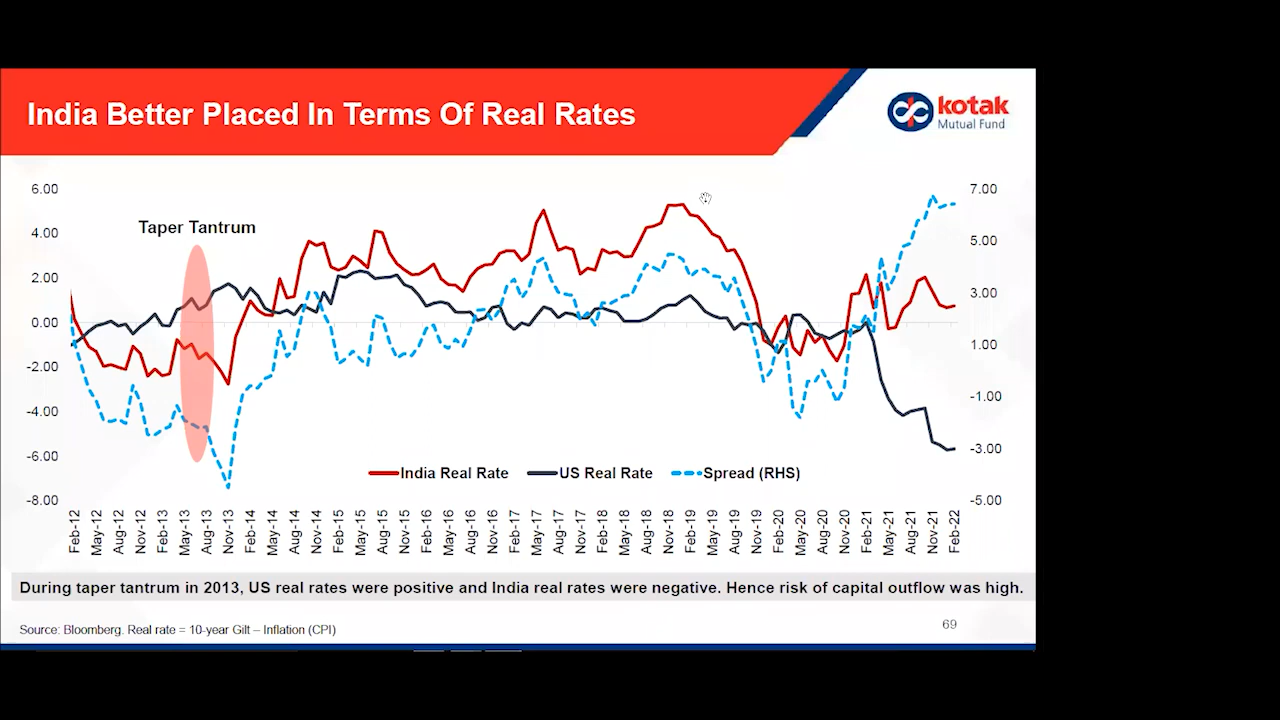 India Better Placed In Terms Of Real Rates
kotak
Mutual Fund
6.00
4.00
2.00
0.00
-2.00
-4.00
-6.00
-8.00
Taper Tantrum
7.00
5.00
3.00
1.00
-1.00
-3.00
-5.00
India Real Rate
US Real Rate
Spread (RHS)
Feb-12
May-12
Aug-12
Nov-12
Feb-13
May-13
Aug-13
Nov-13
Feb-14
May-14
Aug-14
Nov-14
Feb-15
May-15
Aug-15
Nov-15
Feb-16
May-16
Aug-16
Nov-16
Feb-17
May-17
Aug-17
Nov-17
Feb-18
May-18
Aug-18
Nov-18
Feb-19
May-19
Aug-19
Nov-19
Feb-20
May-20
Aug-20
Nov-20
Feb-21
May-21
Aug-21
Nov-21
Feb-22
During taper tantrum in 2013, US real rates were positive and India real rates were negative. Hence risk of capital outflow was high.
Source: Bloomberg. Real rate = 10-year Gilt – Inflation (CPI)
69